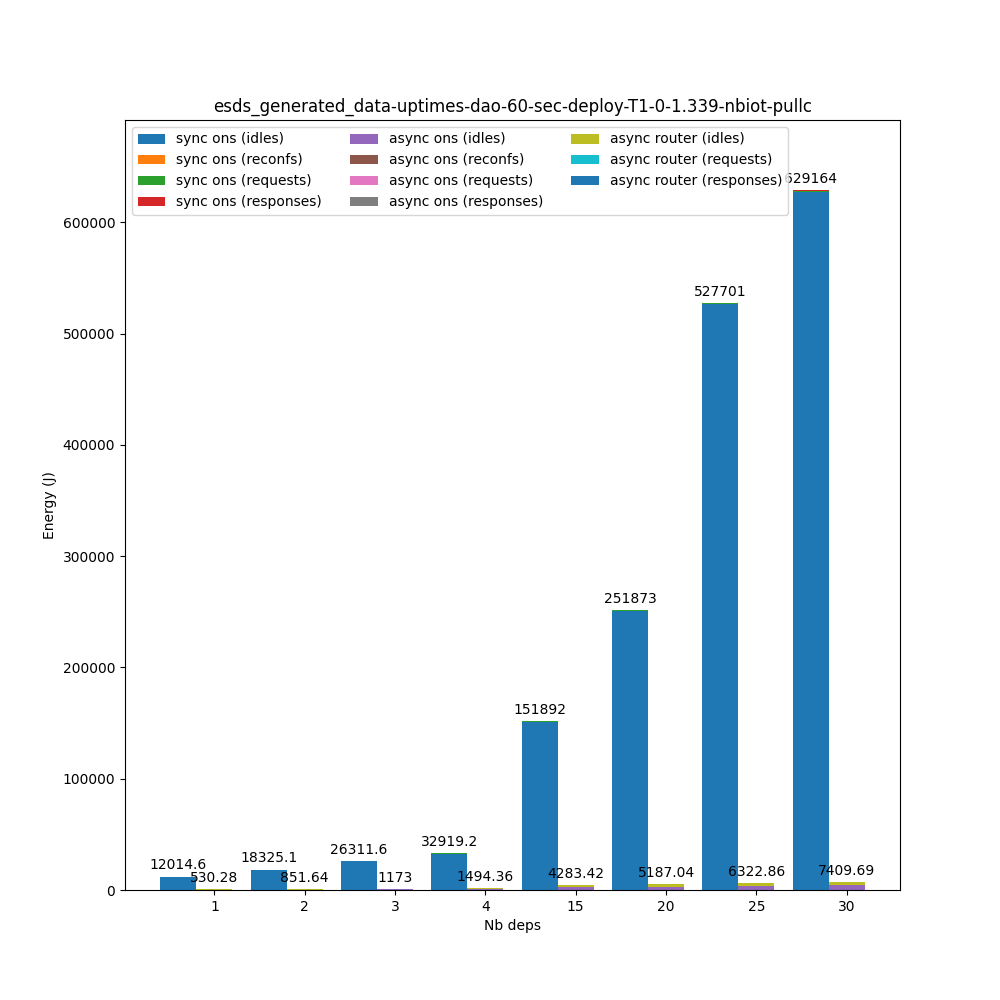 esds_generated_data-uptimes-dao-60-sec-deploy-T1-0-1.339-nbiot-pullc
sync ons (idles)
sync ons (reconfs)
sync ons (requests)
sync ons (responses)
async ons (idles)
async ons (reconfs)
async ons (requests)
async ons (responses)
async router (idles)
async router (requests)
async router (responses)
629164
527701
251873
151892
32919.2
26311.6
18325.1
12014.6
530.28
851.64
1173
1494.36
4283.42
5187.04
6322.86
7409.69
600000
500000
400000
300000
200000
100000
0
Energy (J)
1 2 3 4 15 20 25 30
Nb deps